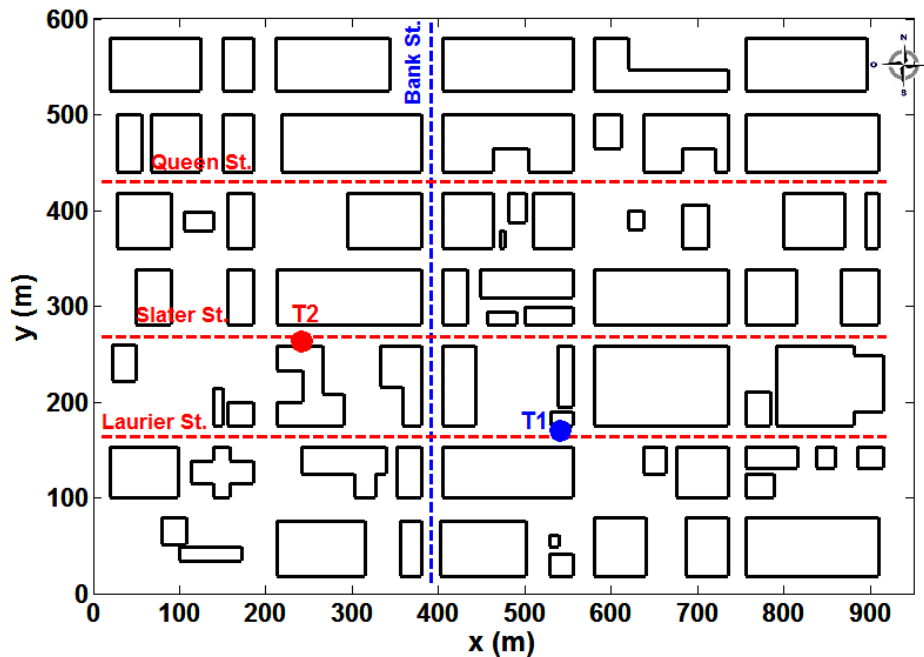 600
500
400
300
200
100
0
y (m)
Bank St.
N
O
S
Queen St.
Slater St.
T2
Laurier St.
T1
0 100 200 300 400 500 600 700 800 900
x (m)